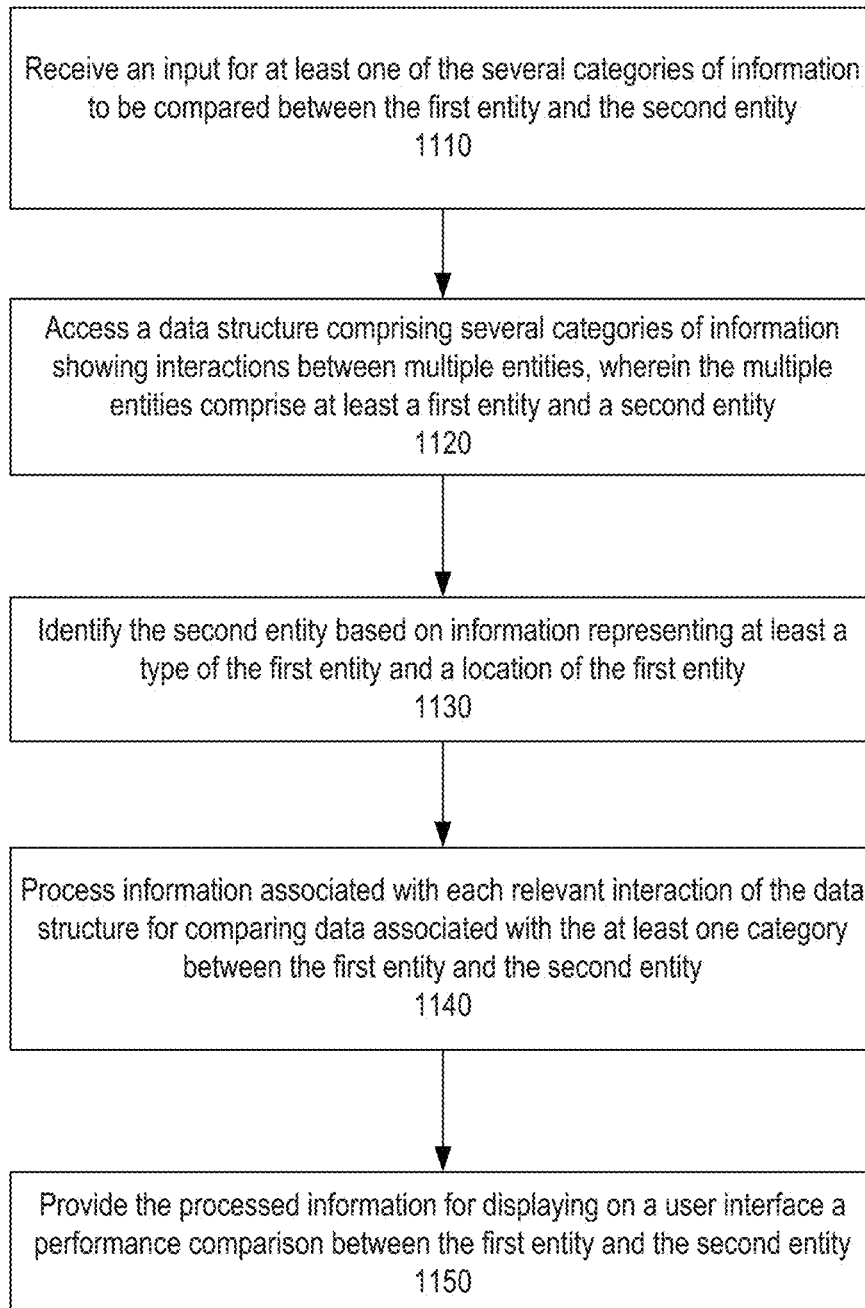 Receive an input for at least one of the several categories of information
to be compared between the first entity and the second entity
1110
Access a data structure comprising several categories of information
showing interactions between multiple entities, wherein the multiple
entities comprise at least a first entity and a second entity
1120
Identify the second entity based on information representing at least a
type of the first entity and a location of the first entity
1130
Process information associated with each relevant interaction of the data
structure for comparing data associated with the at least one category
between the first entity and the second entity
1140
Provide the processed information for displaying on a user interface a
performance comparison between the first entity and the second entity
1150